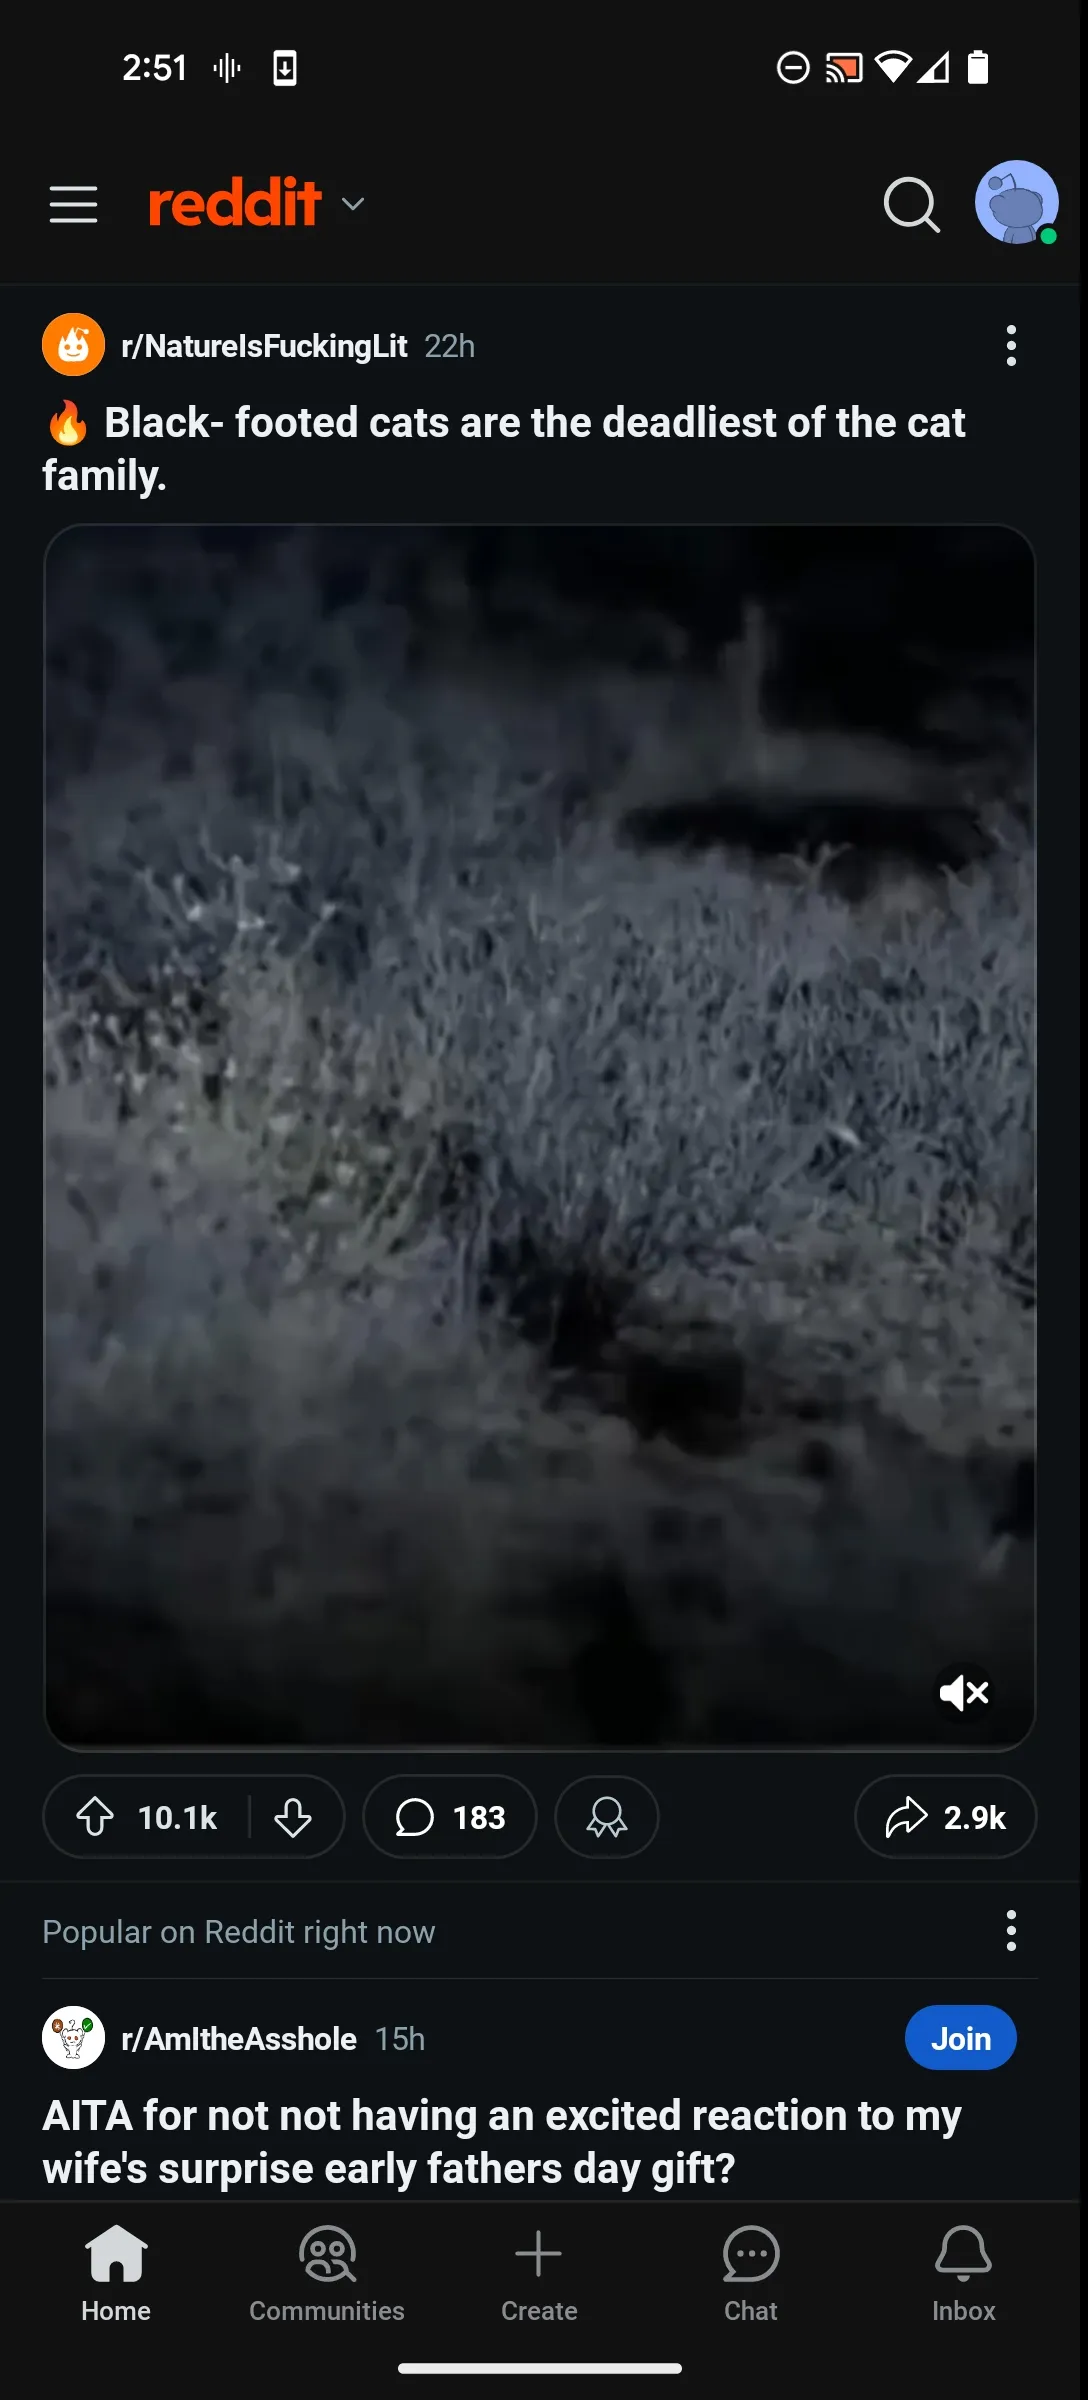 2:51
reddit
r/NatureIsFuckingLit 22h
🔥 Black- footed cats are the deadliest of the cat
family.
10.1k
183
2.9k
Popular on Reddit right now
r/AmItheAsshole 15h
Join
AITA for not not having an excited reaction to my
wife's surprise early fathers day gift?
Home
Communities
Create
Chat
Inbox